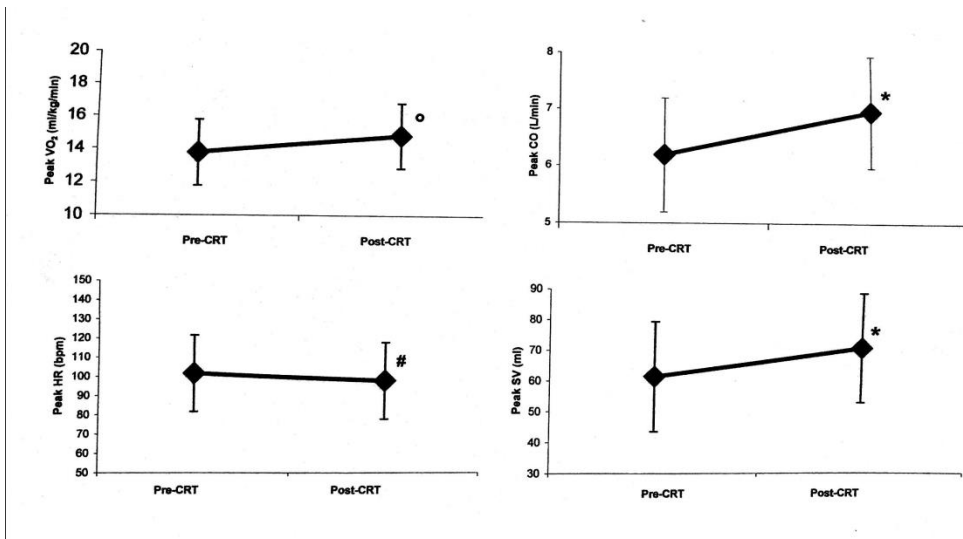 Peak VO₂ (ml/kg/min)
20
18
16
14
12
10
°
Pre-CRT
Post-CRT
Peak CO (L/min)
8
7
6
5
*
Pre-CRT
Post-CRT
Peak HR (bpm)
150
140
130
120
110
100
90
80
70
60
50
#
Pre-CRT
Post-CRT
Peak SV (ml)
90
80
70
60
50
40
30
*
Pre-CRT
Post-CRT